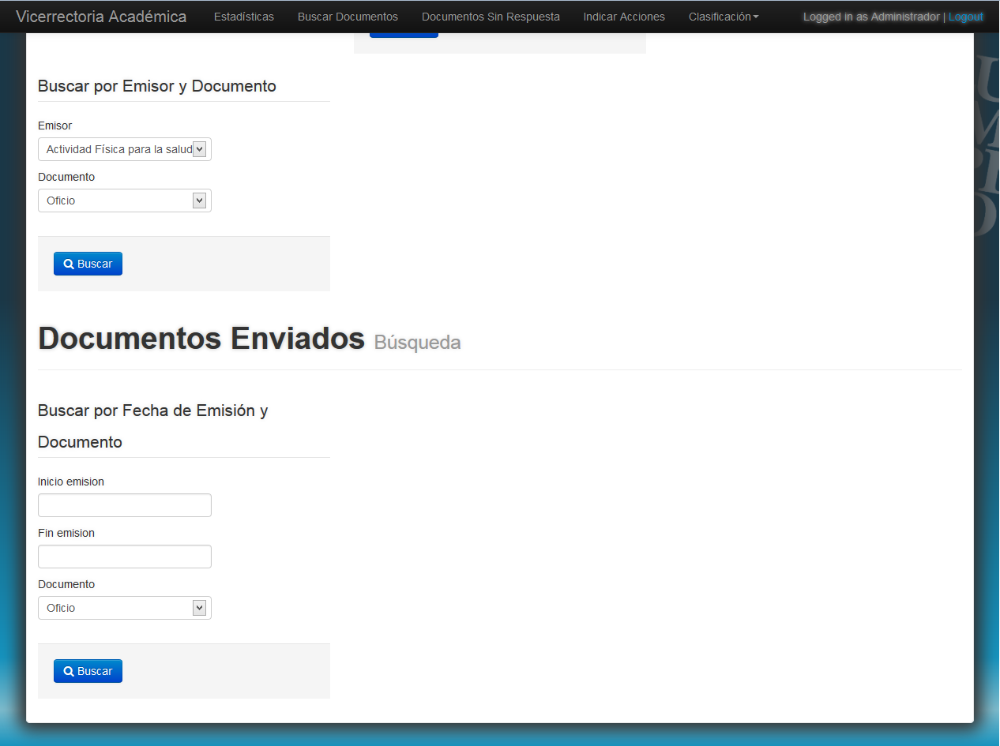 Vicerrectoria Académica Estadísticas Buscar Documentos Documentos Sin Respuesta Indicar Acciones Clasificación Logged in as Administrador | Logout
Buscar por Emisor y Documento
Emisor
Actividad Física para la salud
Documento
Oficio
Buscar
Documentos Enviados Búsqueda
Buscar por Fecha de Emisión y
Documento
Inicio emision
Fin emision
Documento
Oficio
Buscar